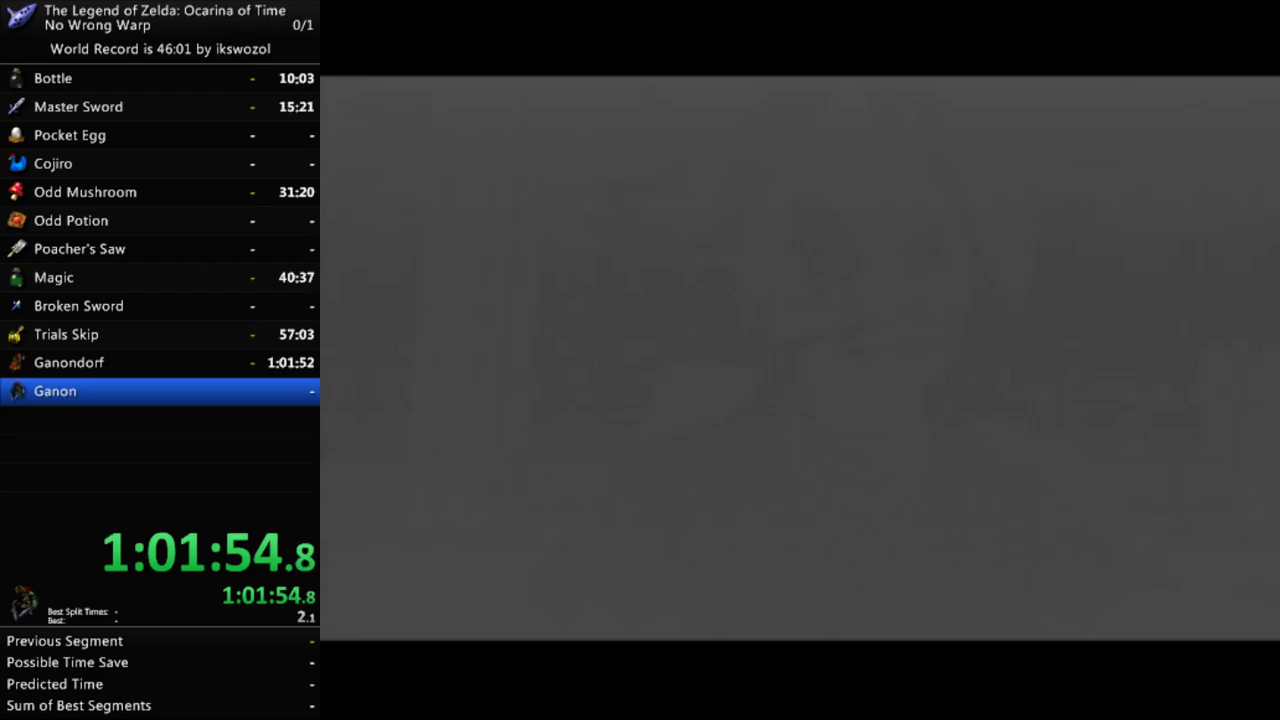 The Legend of Zelda: Ocarina of Time
No Wrong Warp 0/1
World Record is 46:01 by ikswozol
Bottle - 10:03
Master Sword - 15:21
Pocket Egg - -
Cojiro - -
Odd Mushroom - 31:20
Odd Potion - -
Poacher's Saw - -
Magic - 40:37
Broken Sword - -
Trials Skip - 57:03
Ganondorf - 1:01:52
Ganon -
1:01:54.8
1:01:54.8
Best Split Times: -
Best: -
2.1
Previous Segment -
Possible Time Save -
Predicted Time -
Sum of Best Segments -